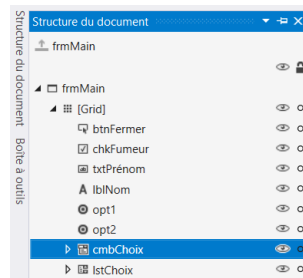 Structure du document
Boîte à outils
Structure du document
frmMain
frmMain
[Grid]
btnFermer
chkFumeur
txtPrénom
lblNom
opt1
opt2
cmbChoix
lstChoix